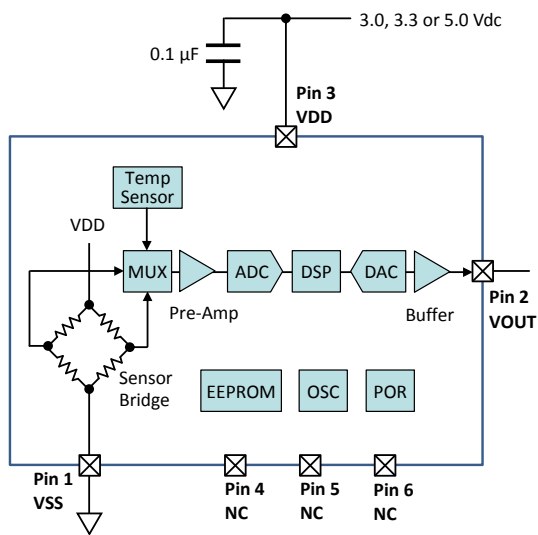 3.0, 3.3 or 5.0 Vdc
0.1 µF
Pin 3
VDD
Temp
Sensor
VDD
MUX
ADC
DSP
DAC
Pre-Amp
Buffer
Pin 2
VOUT
Sensor
Bridge
EEPROM
OSC
POR
Pin 1
VSS
Pin 4
NC
Pin 5
NC
Pin 6
NC